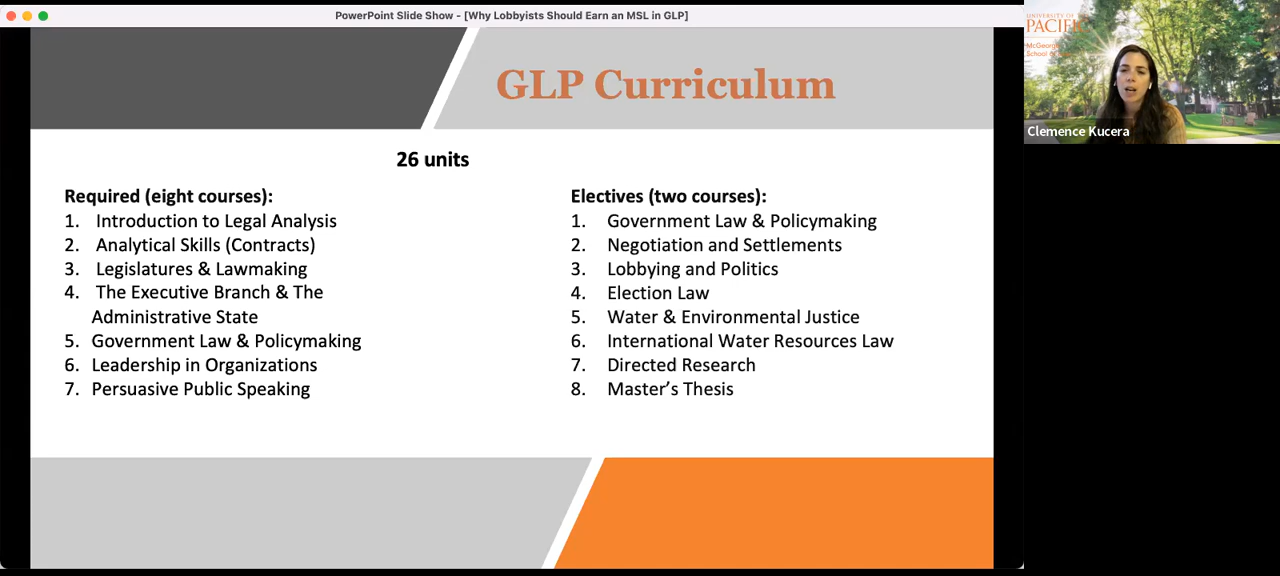 PowerPoint Slide Show - [Why Lobbyists Should Earn an MSL in GLP]
GLP Curriculum
26 units
Required (eight courses):
1. Introduction to Legal Analysis
2. Analytical Skills (Contracts)
3. Legislatures & Lawmaking
4. The Executive Branch & The
Administrative State
5. Government Law & Policymaking
6. Leadership in Organizations
7. Persuasive Public Speaking
Electives (two courses):
1. Government Law & Policymaking
2. Negotiation and Settlements
3. Lobbying and Politics
4. Election Law
5. Water & Environmental Justice
6. International Water Resources Law
7. Directed Research
8. Master's Thesis
UNIVERSITY OF
PACIFIC
McGeorge
School of
Clemence Kucera